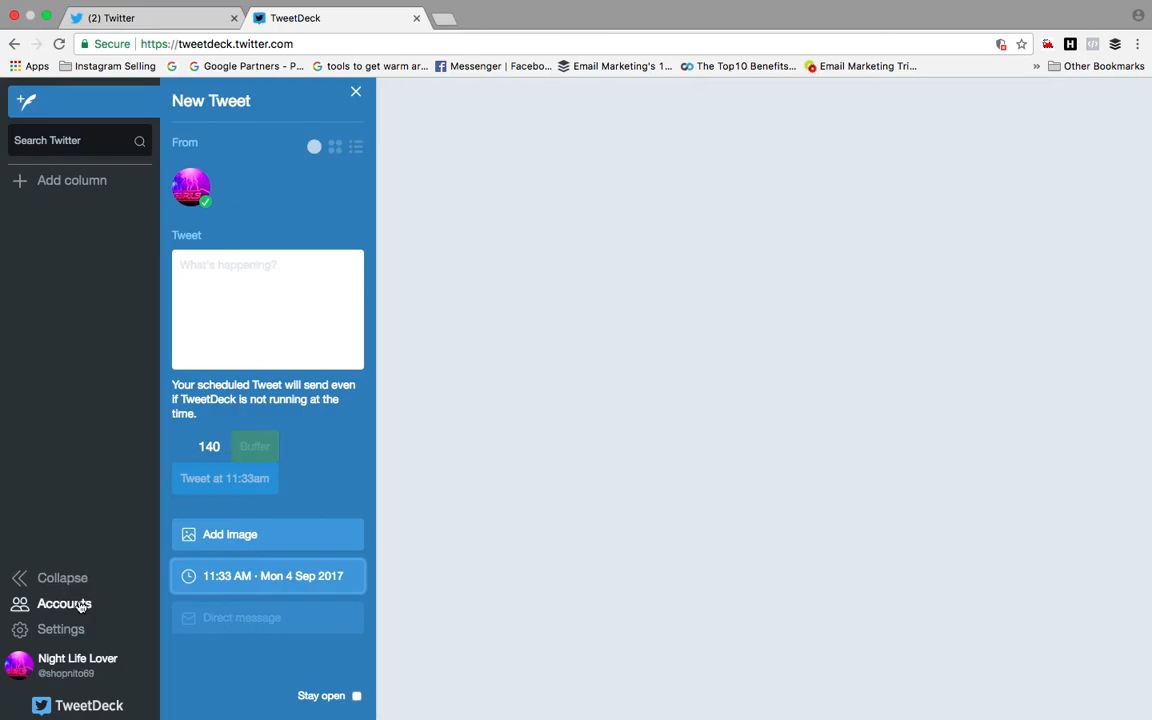 (2) Twitter
TweetDeck
Secure
https://tweetdeck.twitter.com
Apps
Instagram Selling
Google Partners - P...
tools to get warm ar...
Messenger | Facebo...
Email Marketing's 1...
The Top10 Benefits...
Email Marketing Tri...
»
Other Bookmarks
New Tweet
Search Twitter
From
Add column
Tweet
What's happening?
Your scheduled Tweet will send even
if TweetDeck is not running at the
time.
140
Buffer
Tweet at 11:33am
Add image
11:33 AM · Mon 4 Sep 2017
Direct message
Collapse
Accounts
Settings
Night Life Lover
@shopnito69
Stay open
TweetDeck